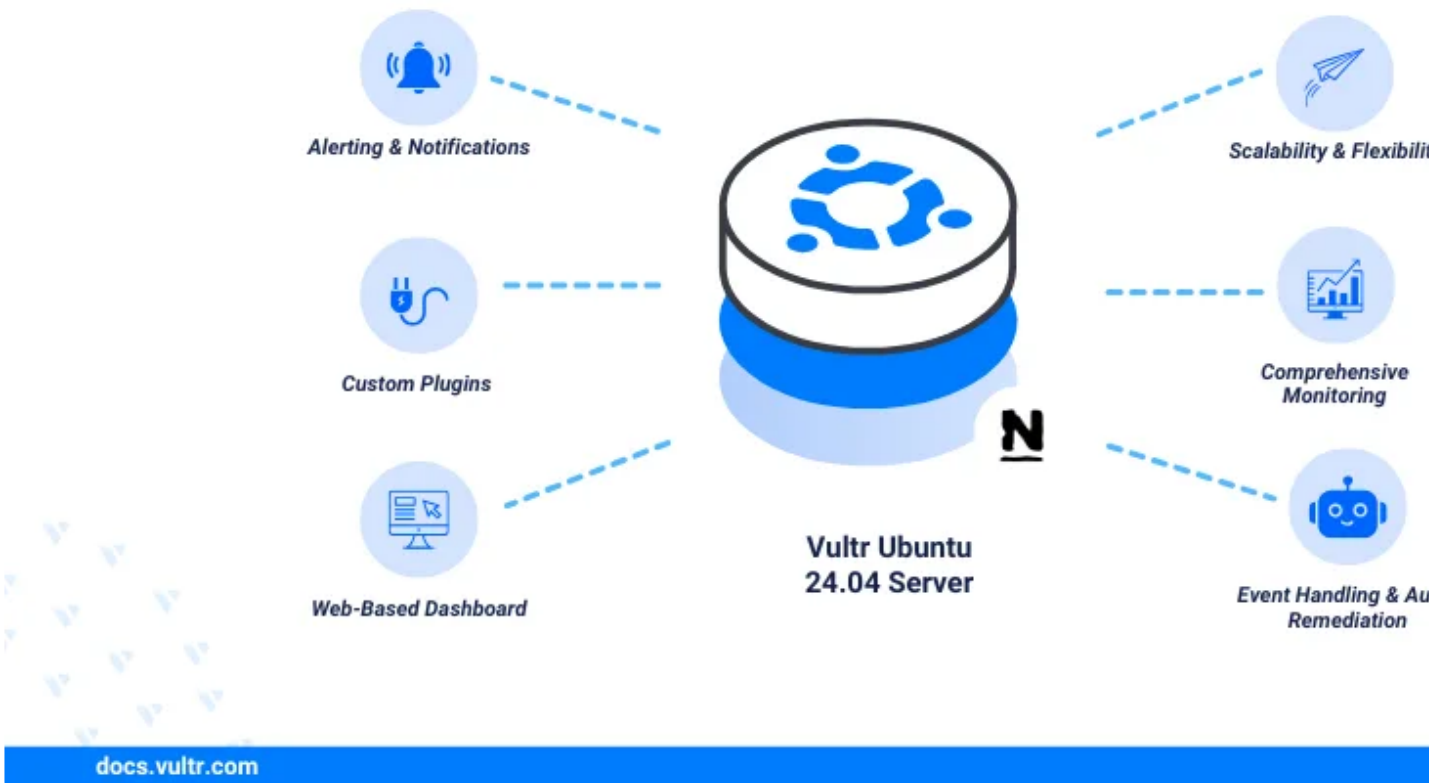 Alerting & Notifications
Custom Plugins
Web-Based Dashboard
N
Vultr Ubuntu
24.04 Server
Scalability & Flexibilit
Comprehensive
Monitoring
Event Handling & Au
Remediation
docs.vultr.com